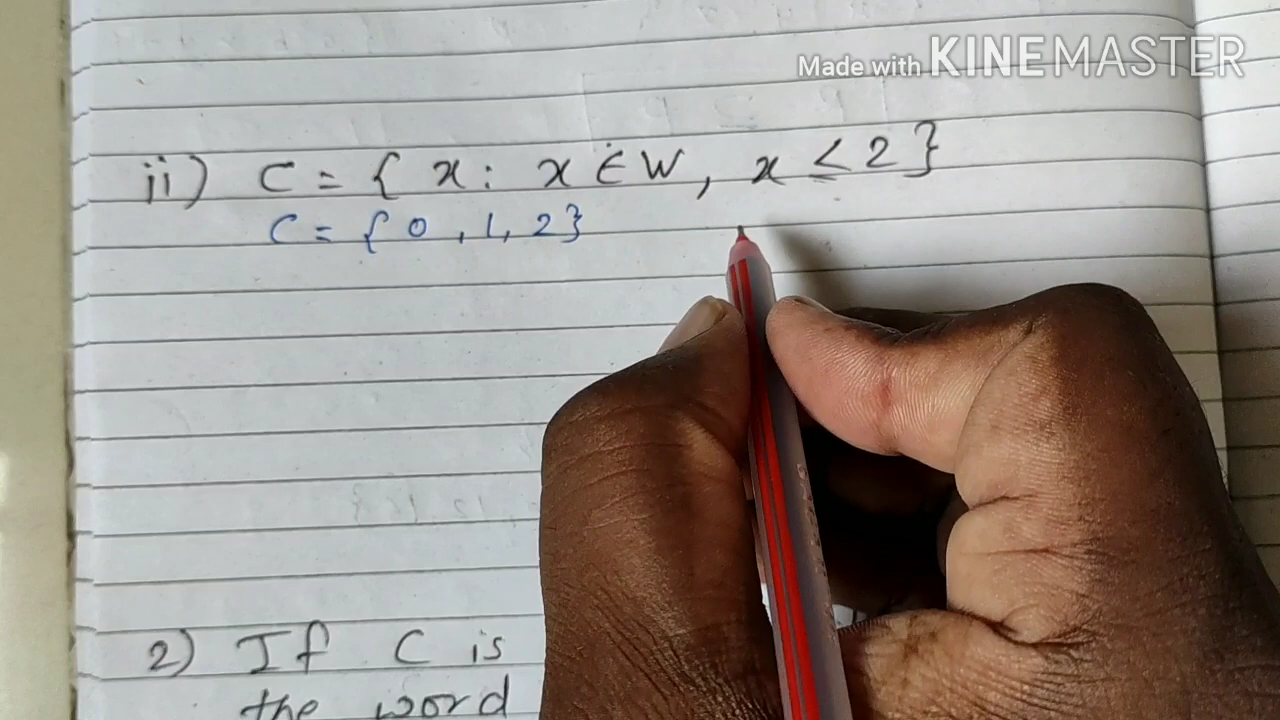 Made with KINEMASTER
ii) C = { x : x ∈ W, x ≤ 2}
C = { 0, 1, 2}
2) If C is
the word